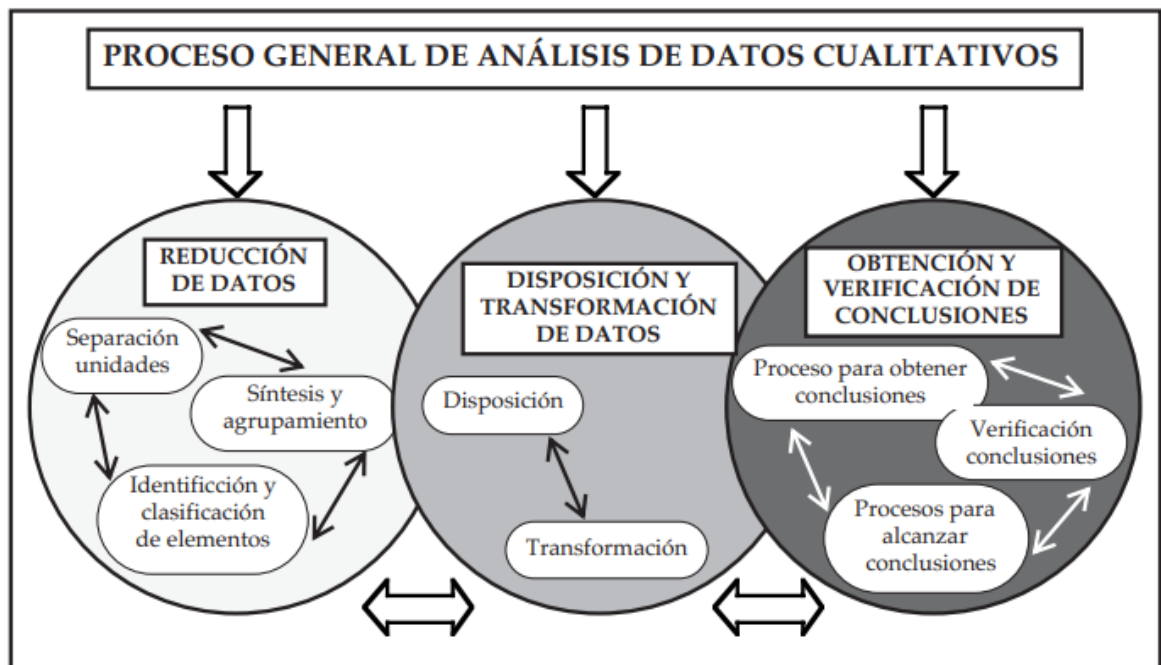 PROCESO GENERAL DE ANÁLISIS DE DATOS CUALITATIVOS
REDUCCIÓN
DE DATOS
Separación
unidades
Síntesis y
agrupamiento
Identificción y
clasificación
de elementos
DISPOSICIÓN Y
TRANSFORMACIÓN
DE DATOS
Disposición
Transformación
OBTENCIÓN Y
VERIFICACIÓN DE
CONCLUSIONES
Proceso para obtener
conclusiones
Verificación
conclusiones
Procesos para
alcanzar
conclusiones